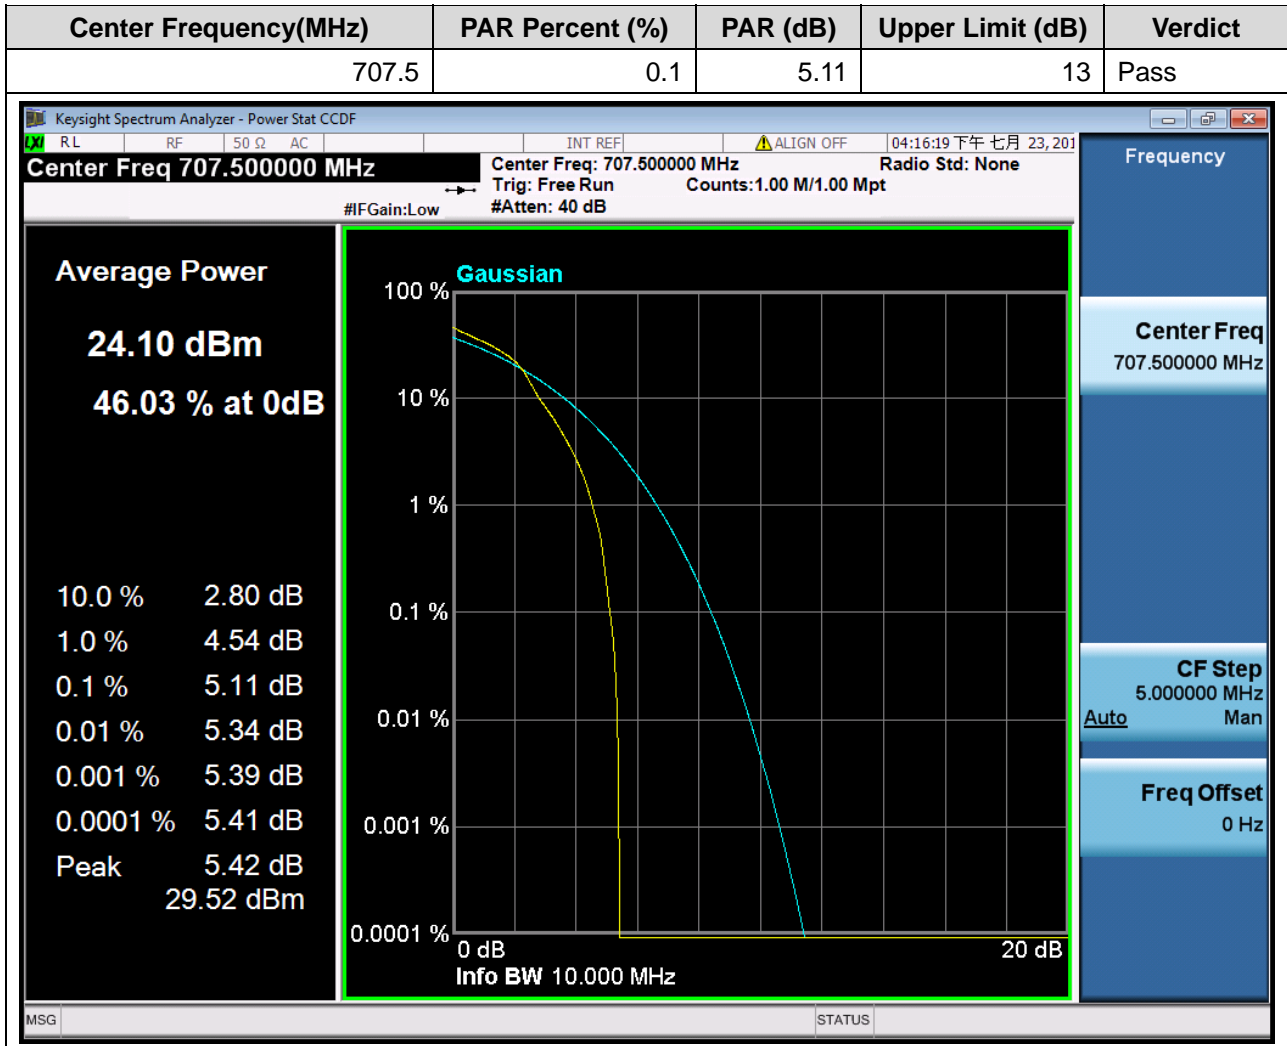 Center Frequency(MHz) PAR Percent (%) PAR (dB) Upper Limit (dB) Verdict
707.5 0.1 5.11 13 Pass
Keysight Spectrum Analyzer - Power Stat CCDF
LXI RL RF 50 Ω AC INT REF ALIGN OFF 04:16:19 下午 七月 23, 201
Center Freq 707.500000 MHz
#IFGain:Low
Center Freq: 707.500000 MHz Radio Std: None
Trig: Free Run Counts:1.00 M/1.00 Mpt
#Atten: 40 dB
Average Power
24.10 dBm
46.03 % at 0dB
10.0 % 2.80 dB
1.0 % 4.54 dB
0.1 % 5.11 dB
0.01 % 5.34 dB
0.001 % 5.39 dB
0.0001 % 5.41 dB
Peak 5.42 dB
29.52 dBm
Gaussian
100 %
10 %
1 %
0.1 %
0.01 %
0.001 %
0.0001 %
0 dB 20 dB
Info BW 10.000 MHz
Frequency
Center Freq
707.500000 MHz
CF Step
5.000000 MHz
Auto Man
Freq Offset
0 Hz
MSG STATUS